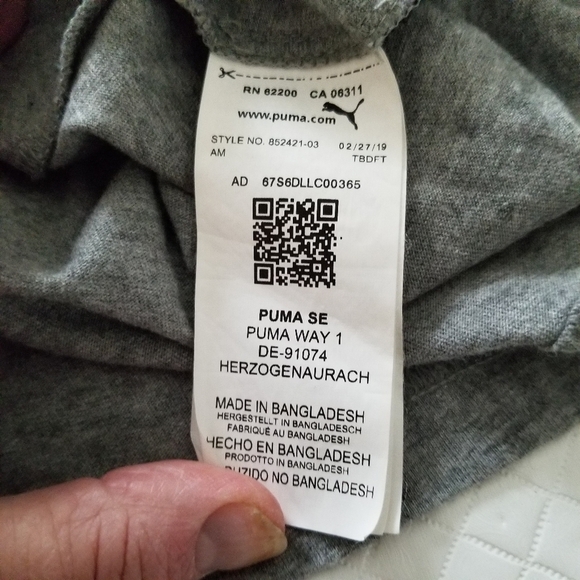 RN 62200 CA 06311
www.puma.com
STYLE NO. 852421-03 02/27/19
AM TBDFT
AD 67S6DLLC00365
PUMA SE
PUMA WAY 1
DE-91074
HERZOGENAURACH
MADE IN BANGLADESH
HERGESTELLT IN BANGLADESCH
FABRIQUÉ AU BANGLADESH
HECHO EN BANGLADESH
PRODOTTO IN BANGLADESH
NO BANGLADESH